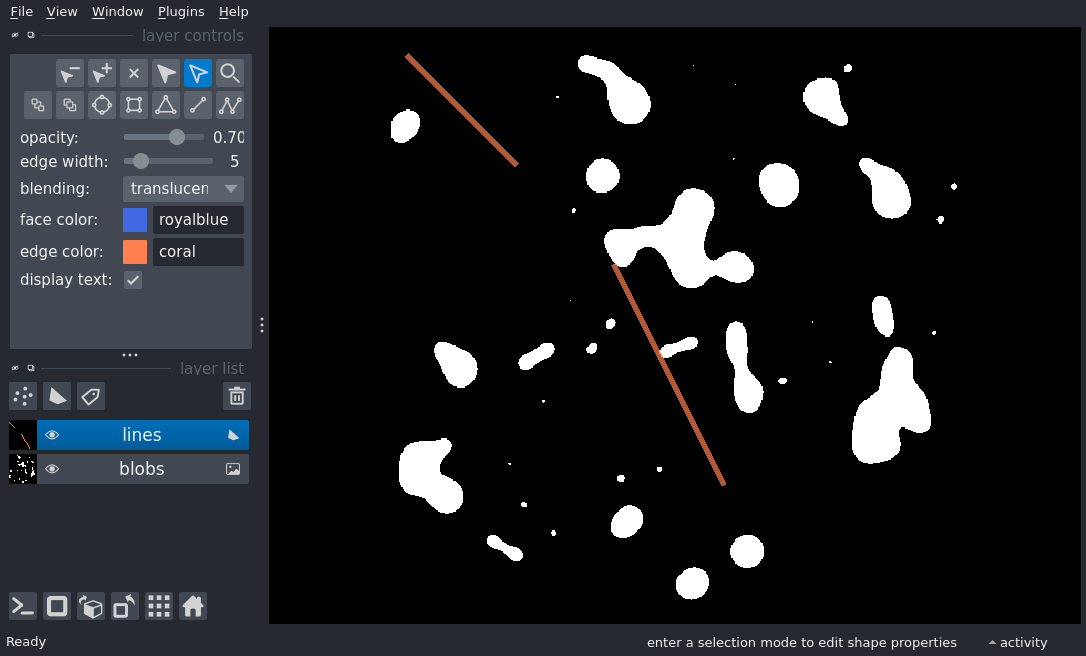 File View Window Plugins Help
layer controls
opacity: 0.70
edge width: 5
blending: translucen
face color: royalblue
edge color: coral
display text:
layer list
lines
blobs
Ready
enter a selection mode to edit shape properties
activity